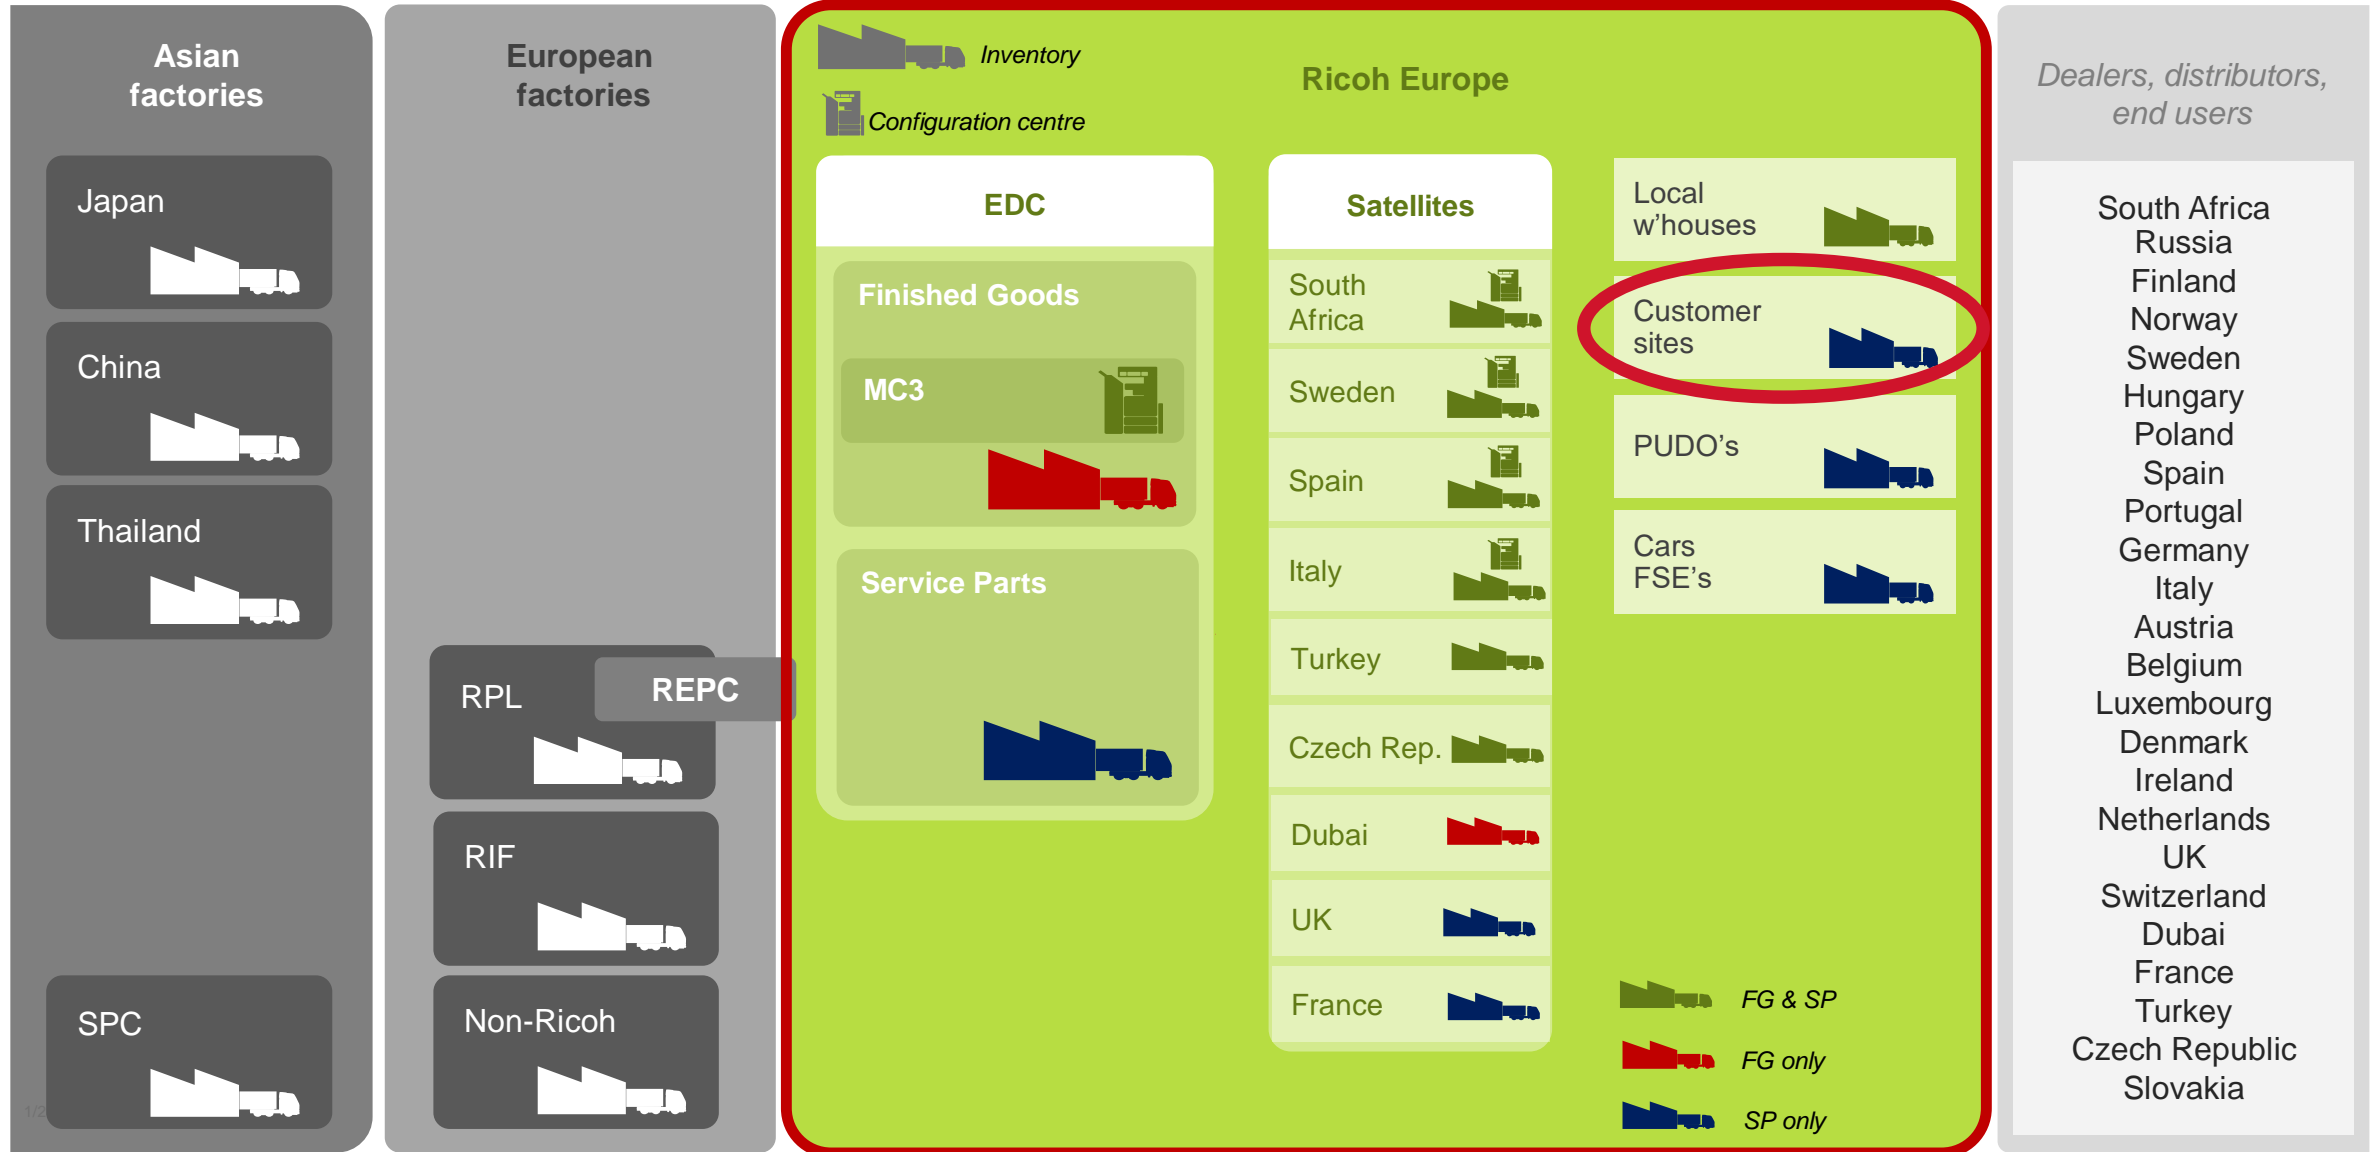 Asian
factories
Japan
China
Thailand
SPC
1/2
European
factories
RPL
REPC
RIF
Non-Ricoh
Inventory
Configuration centre
Ricoh Europe
EDC
Finished Goods
MC3
Service Parts
Satellites
South
Africa
Sweden
Spain
Italy
Turkey
Czech Rep.
Dubai
UK
France
Local
w’houses
Customer
sites
PUDO’s
Cars
FSE’s
FG & SP
FG only
SP only
Dealers, distributors,
end users
South Africa
Russia
Finland
Norway
Sweden
Hungary
Poland
Spain
Portugal
Germany
Italy
Austria
Belgium
Luxembourg
Denmark
Ireland
Netherlands
UK
Switzerland
Dubai
France
Turkey
Czech Republic
Slovakia